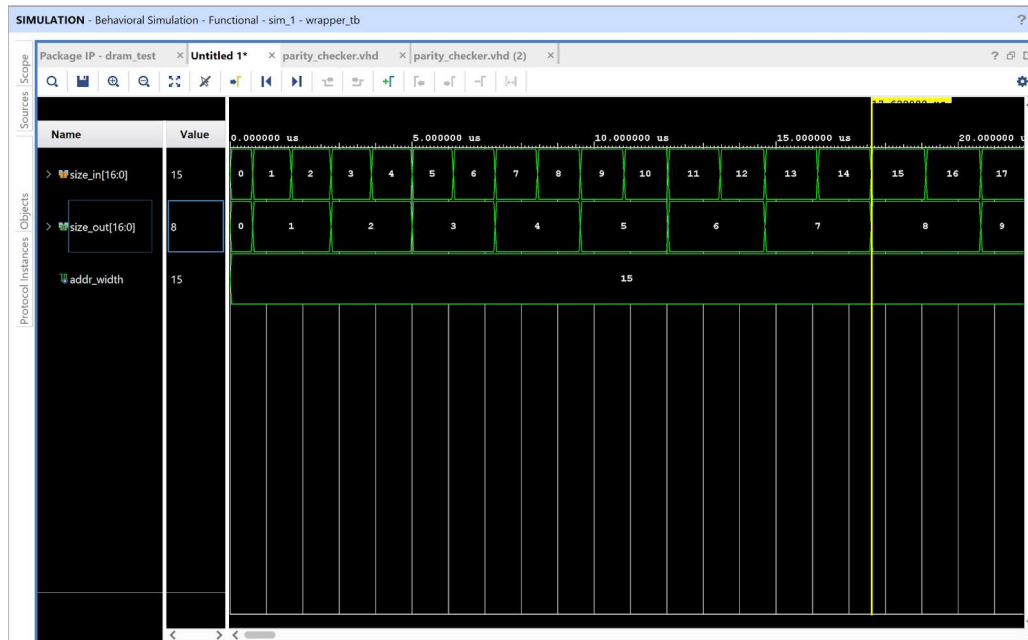 SIMULATION - Behavioral Simulation - Functional - sim_1 - wrapper_tb ?
Scope
Sources
Objects
Protocol Instances
Package IP - dram_test × Untitled 1* × parity_checker.vhd × parity_checker.vhd (2) × ?
Name Value 0.000000 us 5.000000 us 10.000000 us 15.000000 us 20.000000
size_in[16:0] 15 0 1 2 3 4 5 6 7 8 9 10 11 12 13 14 15 16 17
size_out[16:0] 8 0 1 2 3 4 5 6 7 8 9
addr_width 15 15